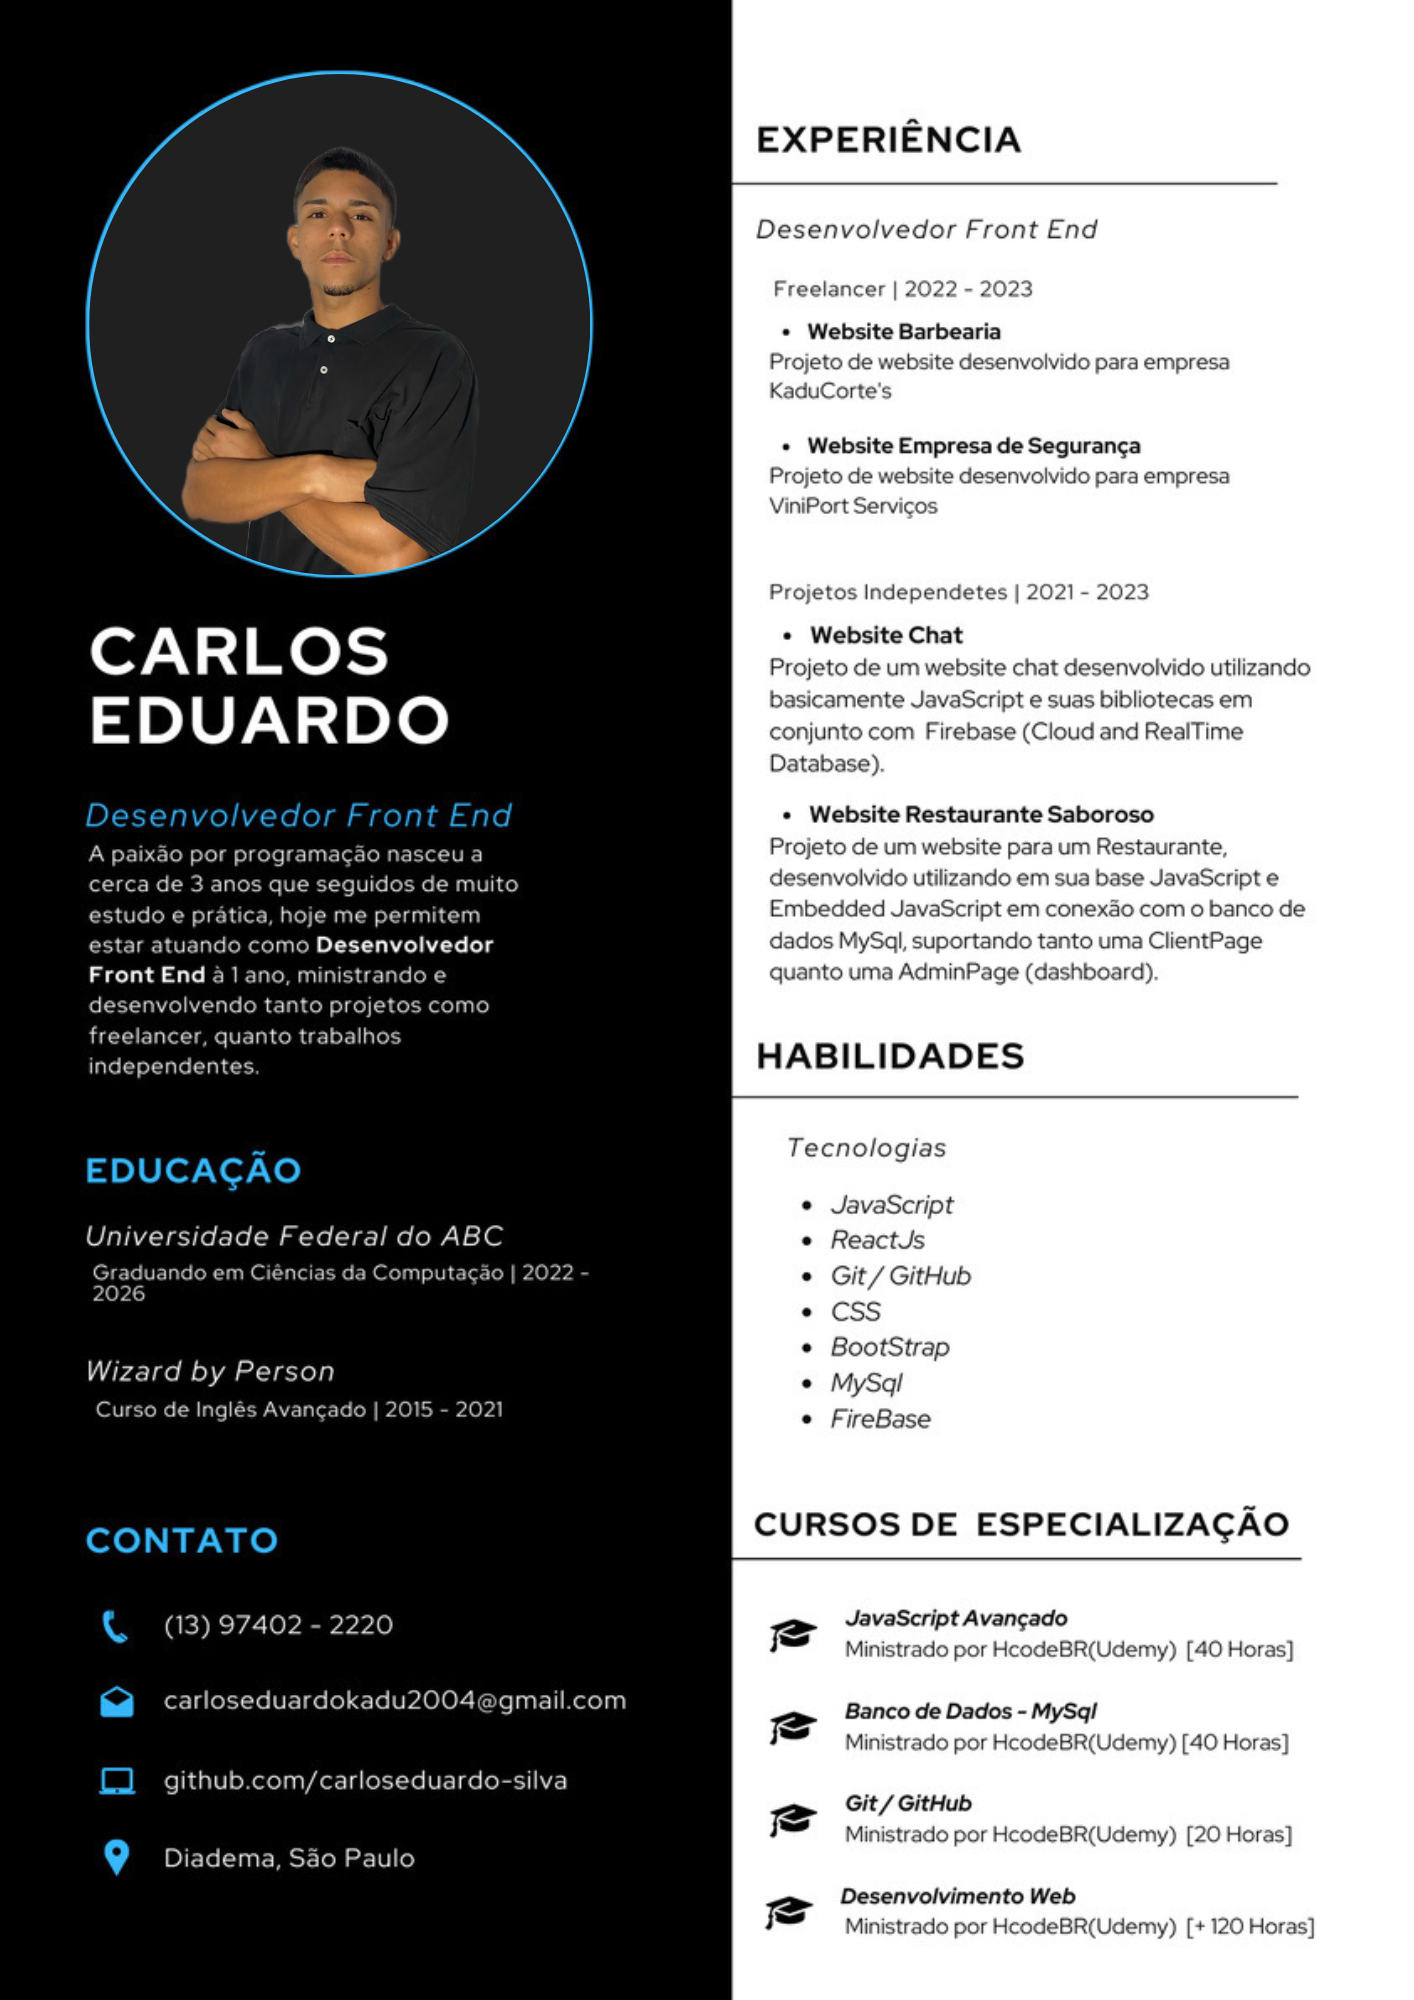 CARLOS
EDUARDO
Desenvolvedor Front End
A paixão por programação nasceu a
cerca de 3 anos que seguidos de muito
estudo e prática, hoje me permitem
estar atuando como Desenvolvedor
Front End à 1 ano, ministrando e
desenvolvendo tanto projetos como
freelancer, quanto trabalhos
independentes.
EDUCAÇÃO
Universidade Federal do ABC
Graduando em Ciências da Computação | 2022 -
2026
Wizard by Person
Curso de Inglês Avançado | 2015 - 2021
CONTATO
(13) 97402 - 2220
carloseduardokadu2004@gmail.com
github.com/carloseduardo-silva
Diadema, São Paulo
EXPERIÊNCIA
Desenvolvedor Front End
Freelancer | 2022 - 2023
• Website Barbearia
Projeto de website desenvolvido para empresa
KaduCorte's
• Website Empresa de Segurança
Projeto de website desenvolvido para empresa
ViniPort Serviços
Projetos Independetes | 2021 - 2023
• Website Chat
Projeto de um website chat desenvolvido utilizando
basicamente JavaScript e suas bibliotecas em
conjunto com Firebase (Cloud and RealTime
Database).
• Website Restaurante Saboroso
Projeto de um website para um Restaurante,
desenvolvido utilizando em sua base JavaScript e
Embedded JavaScript em conexão com o banco de
dados MySql, suportando tanto uma ClientPage
quanto uma AdminPage (dashboard).
HABILIDADES
Tecnologias
• JavaScript
• ReactJs
• Git / GitHub
• CSS
• BootStrap
• MySql
• FireBase
CURSOS DE ESPECIALIZAÇÃO
JavaScript Avançado
Ministrado por HcodeBR(Udemy) [40 Horas]
Banco de Dados - MySql
Ministrado por HcodeBR(Udemy) [40 Horas]
Git / GitHub
Ministrado por HcodeBR(Udemy) [20 Horas]
Desenvolvimento Web
Ministrado por HcodeBR(Udemy) [+ 120 Horas]